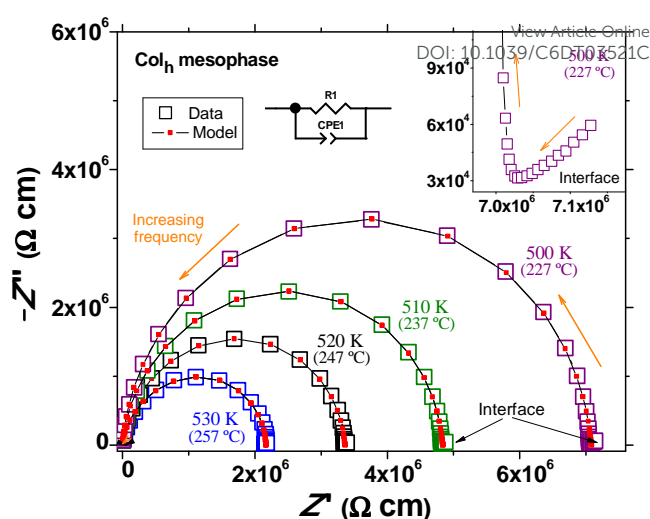 View Article Online
DOI: 10.1039/C6DT03521C
Col_h mesophase
R1
CPE1
Data
Model
Increasing
frequency
−Z'' (Ω cm)
6x10⁶
4x10⁶
2x10⁶
0
500 K
(227 ºC)
9x10⁴
6x10⁴
3x10⁴
Interface
7.0x10⁶ 7.1x10⁶
500 K
(227 ºC)
510 K
(237 ºC)
520 K
(247 ºC)
530 K
(257 ºC)
Interface
0 2x10⁶ 4x10⁶ 6x10⁶
Z' (Ω cm)